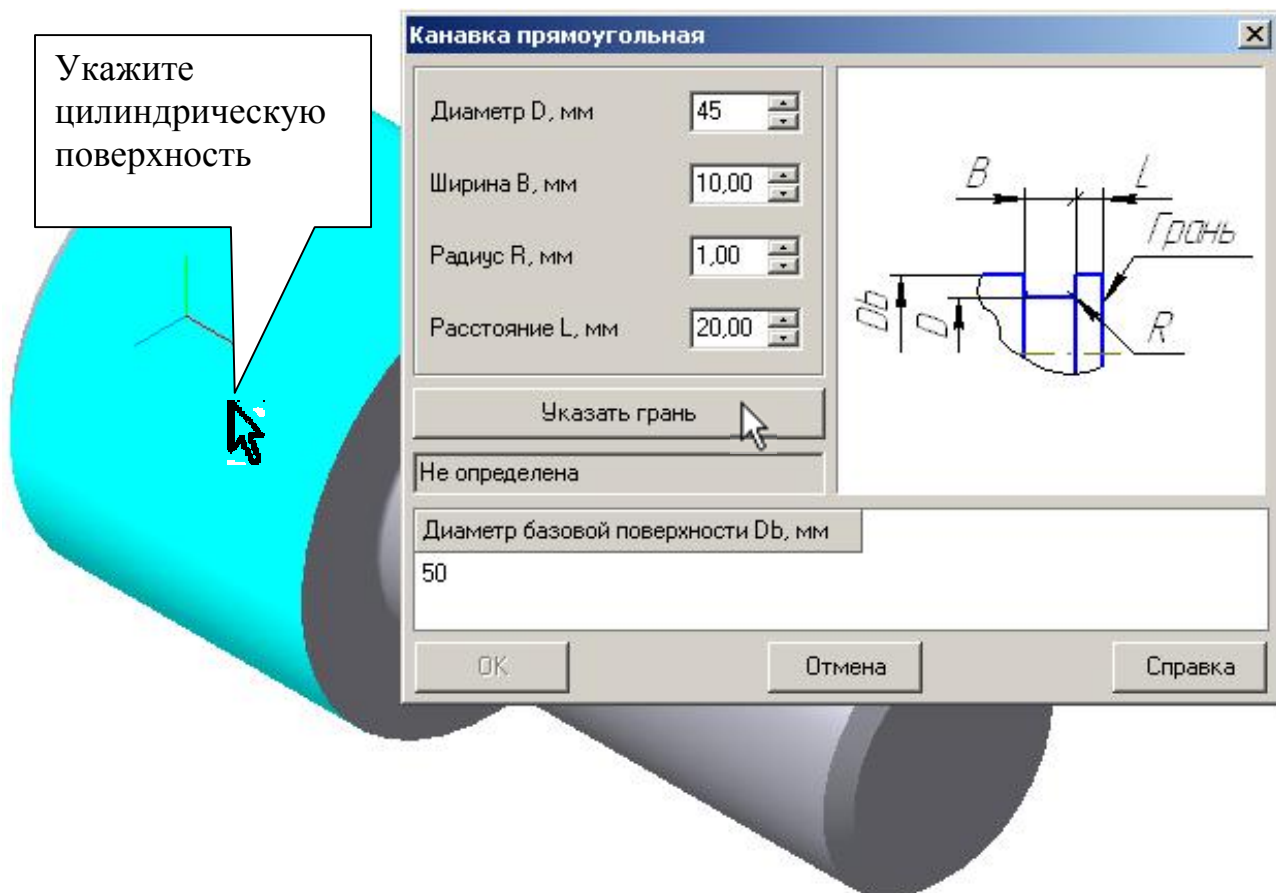 Укажите
цилиндрическую
поверхность
Канавка прямоугольная
Диаметр D, мм
45
Ширина B, мм
10,00
Радиус R, мм
1,00
Расстояние L, мм
20,00
B
L
Грань
Db
D
R
Указать грань
Не определена
Диаметр базовой поверхности Db, мм
50
OK
Отмена
Справка